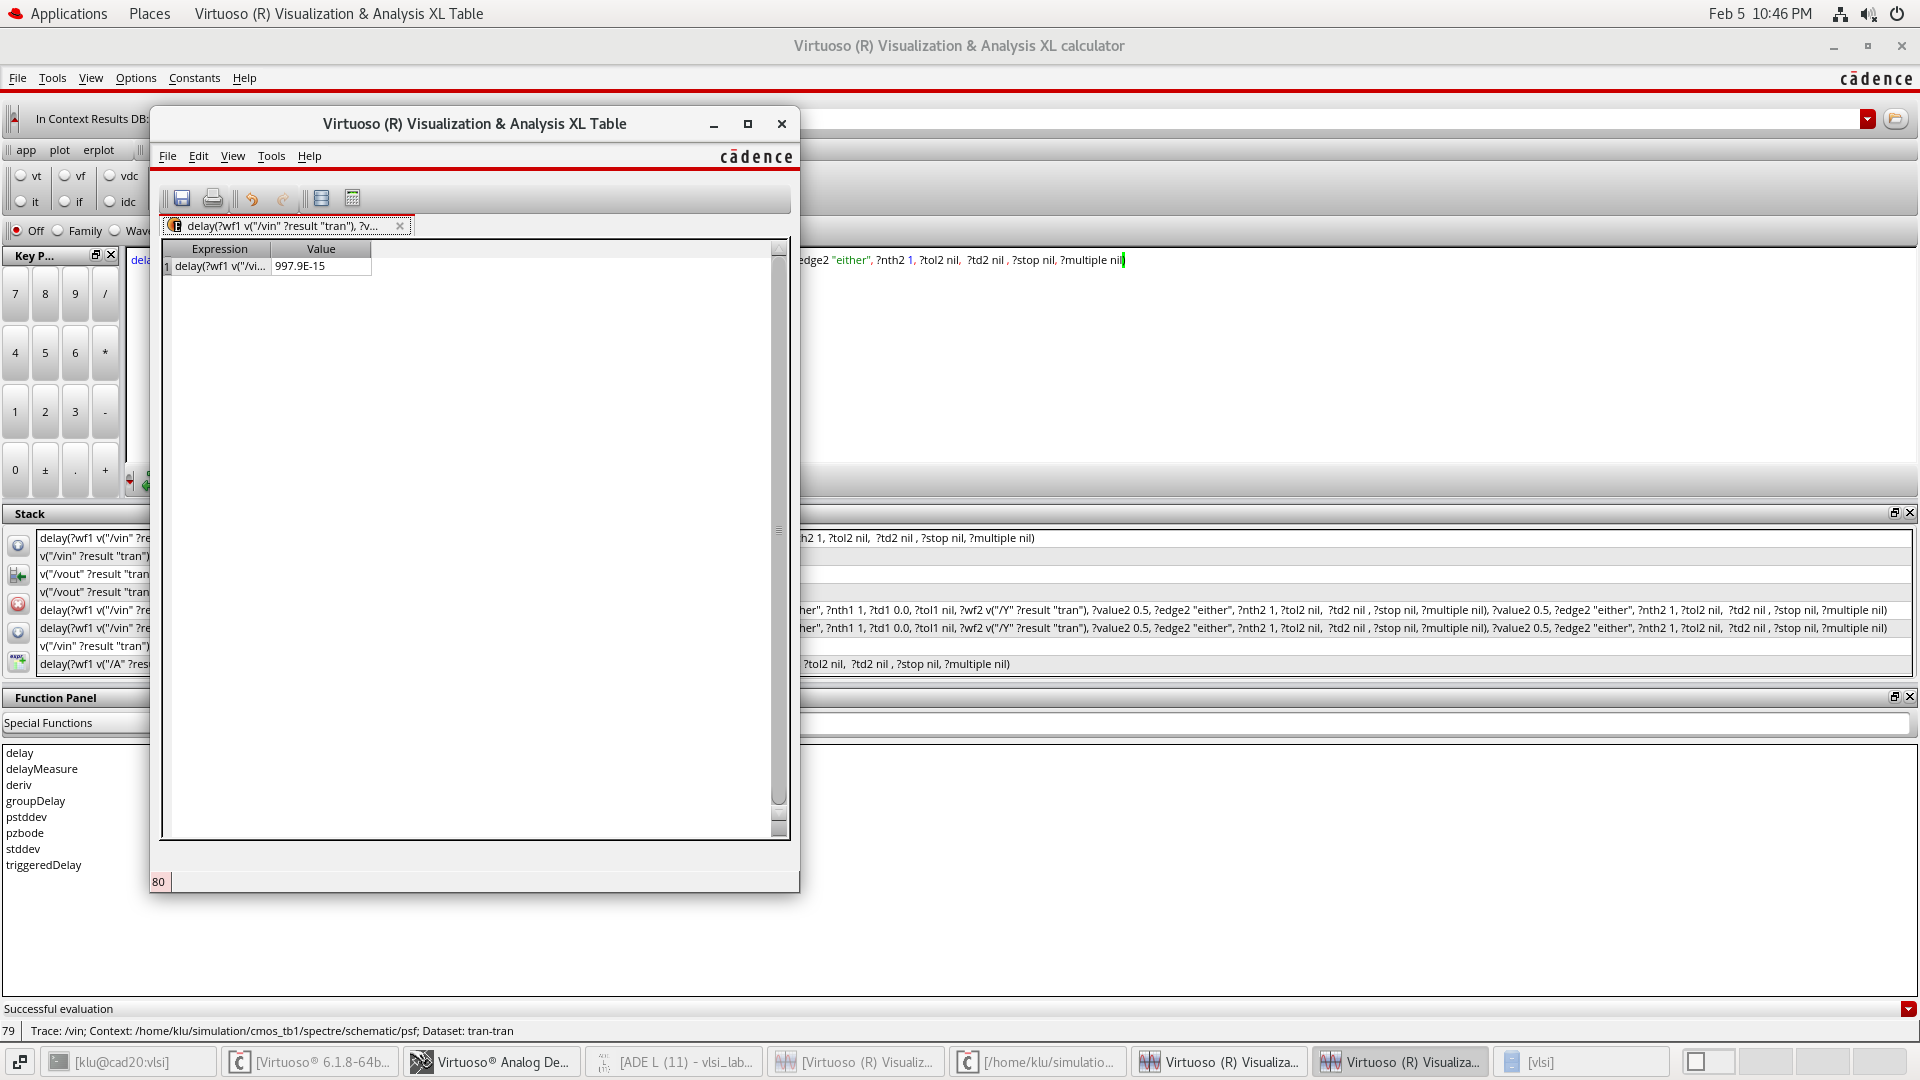 Applications Places Virtuoso (R) Visualization & Analysis XL Table Feb 5 10:46 PM
Virtuoso (R) Visualization & Analysis XL calculator
File Tools View Options Constants Help cādence
In Context Results DB:
app plot erplot
vt vf vdc
it if idc
Off Family Wave
Key P...
7 8 9 /
4 5 6 *
1 2 3 -
0 ± . +
Virtuoso (R) Visualization & Analysis XL Table
File Edit View Tools Help cādence
delay(?wf1 v("/vin" ?result "tran"), ?v...
Expression Value
1 delay(?wf1 v("/vi... 997.9E-15
80
dela
edge2 "either", ?nth2 1, ?tol2 nil, ?td2 nil , ?stop nil, ?multiple nil)
Stack
delay(?wf1 v("/vin" ?re
th2 1, ?tol2 nil, ?td2 nil , ?stop nil, ?multiple nil)
v("/vin" ?result "tran")
v("/vout" ?result "tran
v("/vout" ?result "tran
delay(?wf1 v("/vin" ?re
her", ?nth1 1, ?td1 0.0, ?tol1 nil, ?wf2 v("/Y" ?result "tran"), ?value2 0.5, ?edge2 "either", ?nth2 1, ?tol2 nil, ?td2 nil , ?stop nil, ?multiple nil), ?value2 0.5, ?edge2 "either", ?nth2 1, ?tol2 nil, ?td2 nil , ?stop nil, ?multiple nil)
delay(?wf1 v("/vin" ?re
her", ?nth1 1, ?td1 0.0, ?tol1 nil, ?wf2 v("/Y" ?result "tran"), ?value2 0.5, ?edge2 "either", ?nth2 1, ?tol2 nil, ?td2 nil , ?stop nil, ?multiple nil), ?value2 0.5, ?edge2 "either", ?nth2 1, ?tol2 nil, ?td2 nil , ?stop nil, ?multiple nil)
v("/vin" ?result "tran")
delay(?wf1 v("/A" ?resu
?tol2 nil, ?td2 nil , ?stop nil, ?multiple nil)
Function Panel
Special Functions
delay
delayMeasure
deriv
groupDelay
pstddev
pzbode
stddev
triggeredDelay
Successful evaluation
79 Trace: /vin; Context: /home/klu/simulation/cmos_tb1/spectre/schematic/psf; Dataset: tran-tran
[klu@cad20:vlsi] [Virtuoso® 6.1.8-64b... Virtuoso® Analog De... [ADE L (11) - vlsi_lab... [Virtuoso (R) Visualiz... [/home/klu/simulatio... Virtuoso (R) Visualiza... Virtuoso (R) Visualiza... [vlsi]